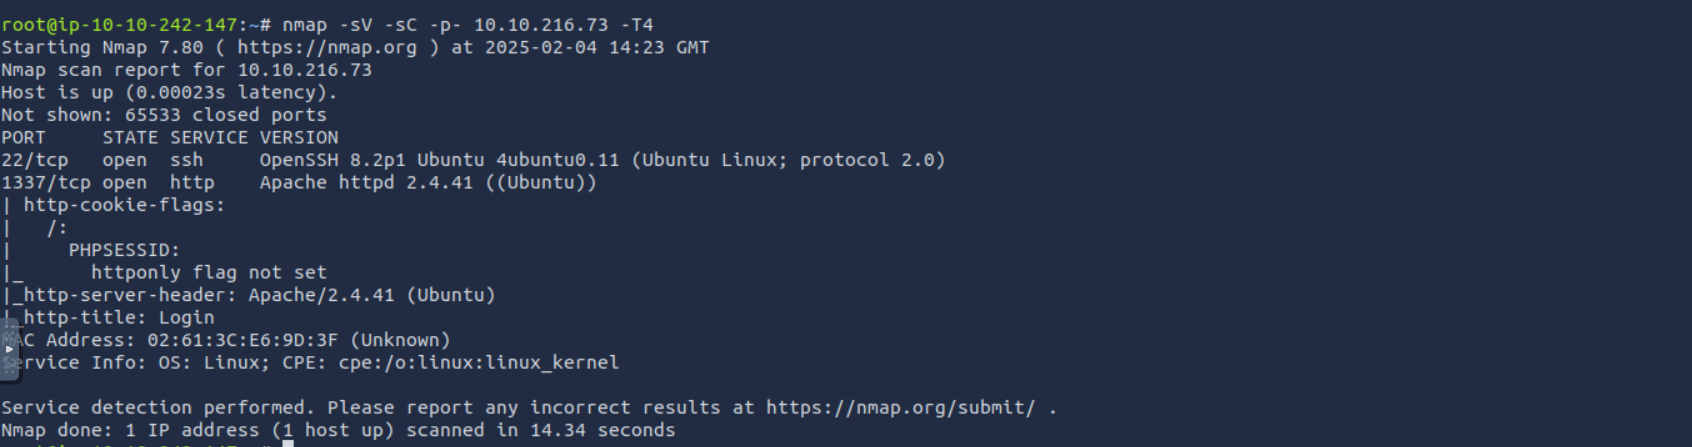 root@ip-10-10-242-147:~# nmap -sV -sC -p- 10.10.216.73 -T4
Starting Nmap 7.80 ( https://nmap.org ) at 2025-02-04 14:23 GMT
Nmap scan report for 10.10.216.73
Host is up (0.00023s latency).
Not shown: 65533 closed ports
PORT     STATE SERVICE VERSION
22/tcp   open  ssh     OpenSSH 8.2p1 Ubuntu 4ubuntu0.11 (Ubuntu Linux; protocol 2.0)
1337/tcp open  http    Apache httpd 2.4.41 ((Ubuntu))
| http-cookie-flags:
|   /:
|     PHPSESSID:
|_      httponly flag not set
|_http-server-header: Apache/2.4.41 (Ubuntu)
|_http-title: Login
MAC Address: 02:61:3C:E6:9D:3F (Unknown)
Service Info: OS: Linux; CPE: cpe:/o:linux:linux_kernel
Service detection performed. Please report any incorrect results at https://nmap.org/submit/ .
Nmap done: 1 IP address (1 host up) scanned in 14.34 seconds